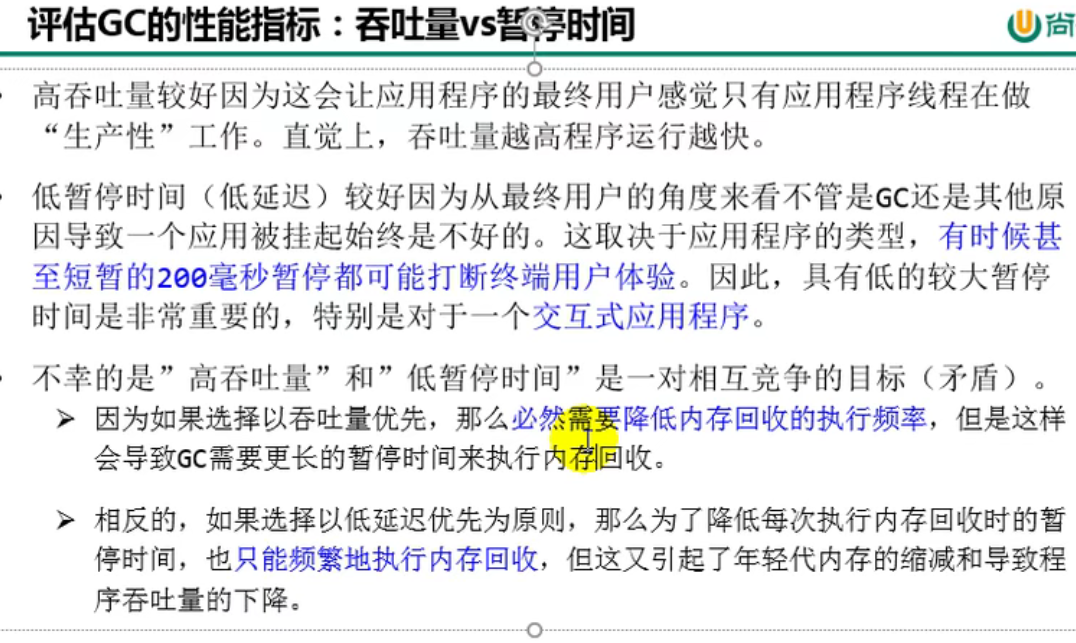 评估GC的性能指标：吞吐量vs暂停时间
尚
• 高吞吐量较好因为这会让应用程序的最终用户感觉只有应用程序线程在做
“生产性”工作。直觉上，吞吐量越高程序运行越快。
• 低暂停时间（低延迟）较好因为从最终用户的角度来看不管是GC还是其他原
因导致一个应用被挂起始终是不好的。这取决于应用程序的类型，有时候甚
至短暂的200毫秒暂停都可能打断终端用户体验。因此，具有低的较大暂停
时间是非常重要的，特别是对于一个交互式应用程序。
• 不幸的是”高吞吐量”和”低暂停时间”是一对相互竞争的目标（矛盾）。
➢ 因为如果选择以吞吐量优先，那么必然需要降低内存回收的执行频率，但是这样
会导致GC需要更长的暂停时间来执行内存回收。
➢ 相反的，如果选择以低延迟优先为原则，那么为了降低每次执行内存回收时的暂
停时间，也只能频繁地执行内存回收，但这又引起了年轻代内存的缩减和导致程
序吞吐量的下降。